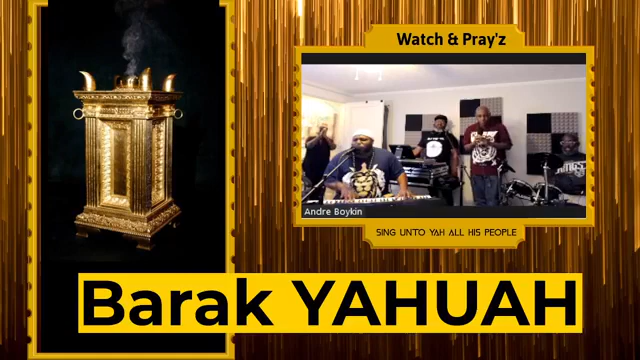 Watch & Pray'z
Andre Boykin
SING UNTO YAH ALL HIS PEOPLE
Barak YAHUAH